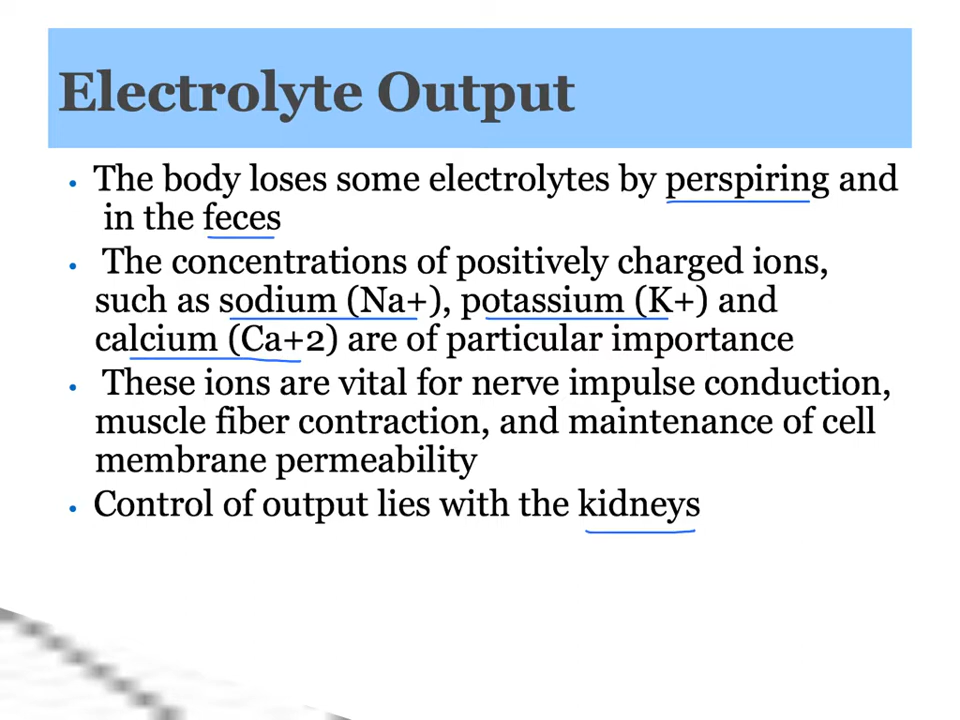 Electrolyte Output
• The body loses some electrolytes by perspiring and
in the feces
• The concentrations of positively charged ions,
such as sodium (Na+), potassium (K+) and
calcium (Ca+2) are of particular importance
• These ions are vital for nerve impulse conduction,
muscle fiber contraction, and maintenance of cell
membrane permeability
• Control of output lies with the kidneys